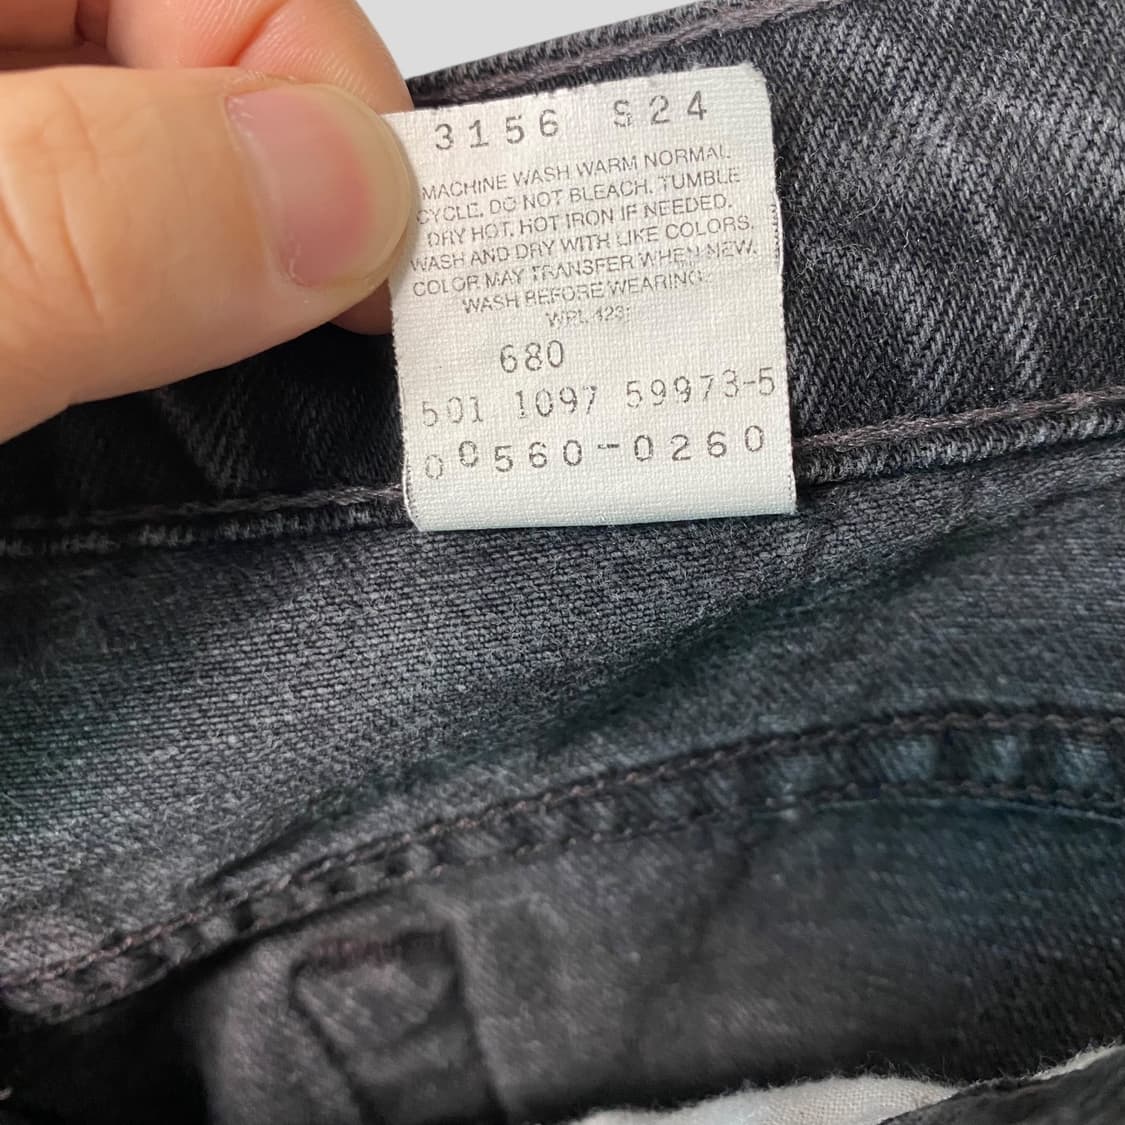 3156 S24
MACHINE WASH WARM NORMAL
CYCLE. DO NOT BLEACH. TUMBLE
DRY HOT. HOT IRON IF NEEDED.
WASH AND DRY WITH LIKE COLORS.
COLOR MAY TRANSFER WHEN NEW.
WASH BEFORE WEARING.
WPL 423
680
501 1097 59973-5
00560-0260